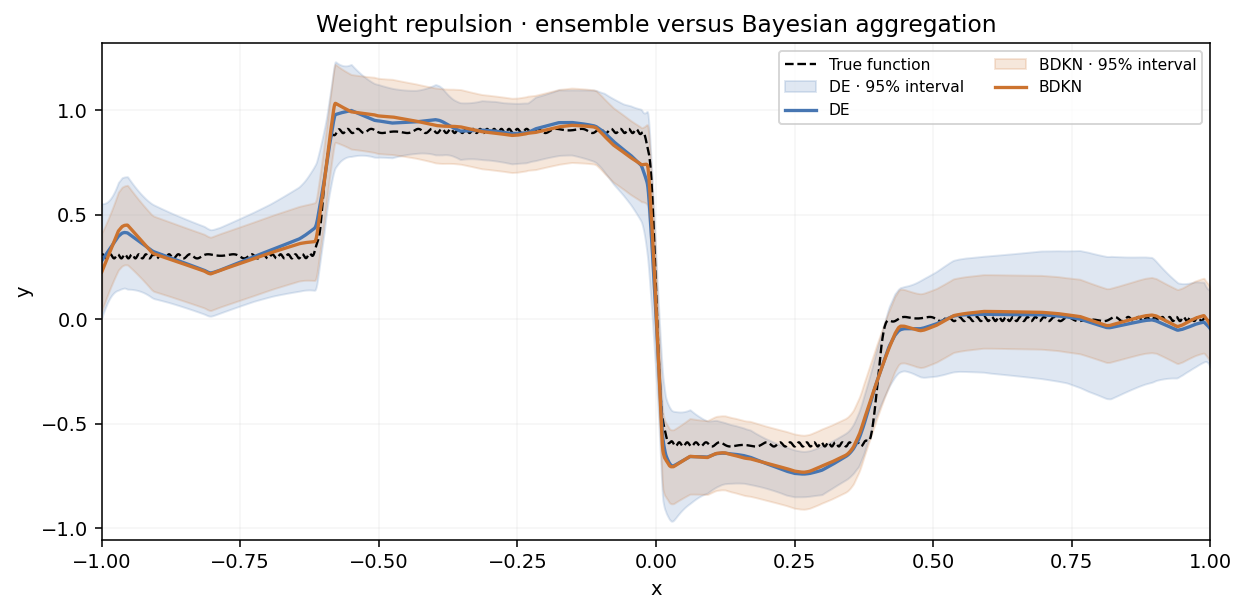 Weight repulsion · ensemble versus Bayesian aggregation
True function
DE · 95% interval
DE
BDKN · 95% interval
BDKN
y
1.0
0.5
0.0
−0.5
−1.0
−1.00 −0.75 −0.50 −0.25 0.00 0.25 0.50 0.75 1.00
x